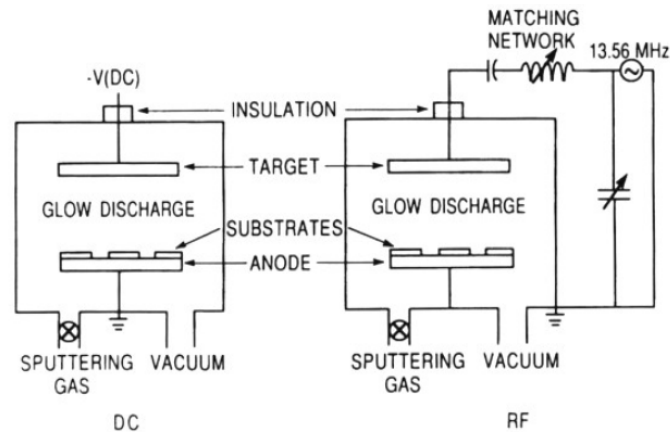 MATCHING
NETWORK
13.56 MHz
-V(DC)
INSULATION
TARGET
GLOW DISCHARGE
GLOW DISCHARGE
SUBSTRATES
ANODE
SPUTTERING
GAS
VACUUM
SPUTTERING
GAS
VACUUM
DC
RF